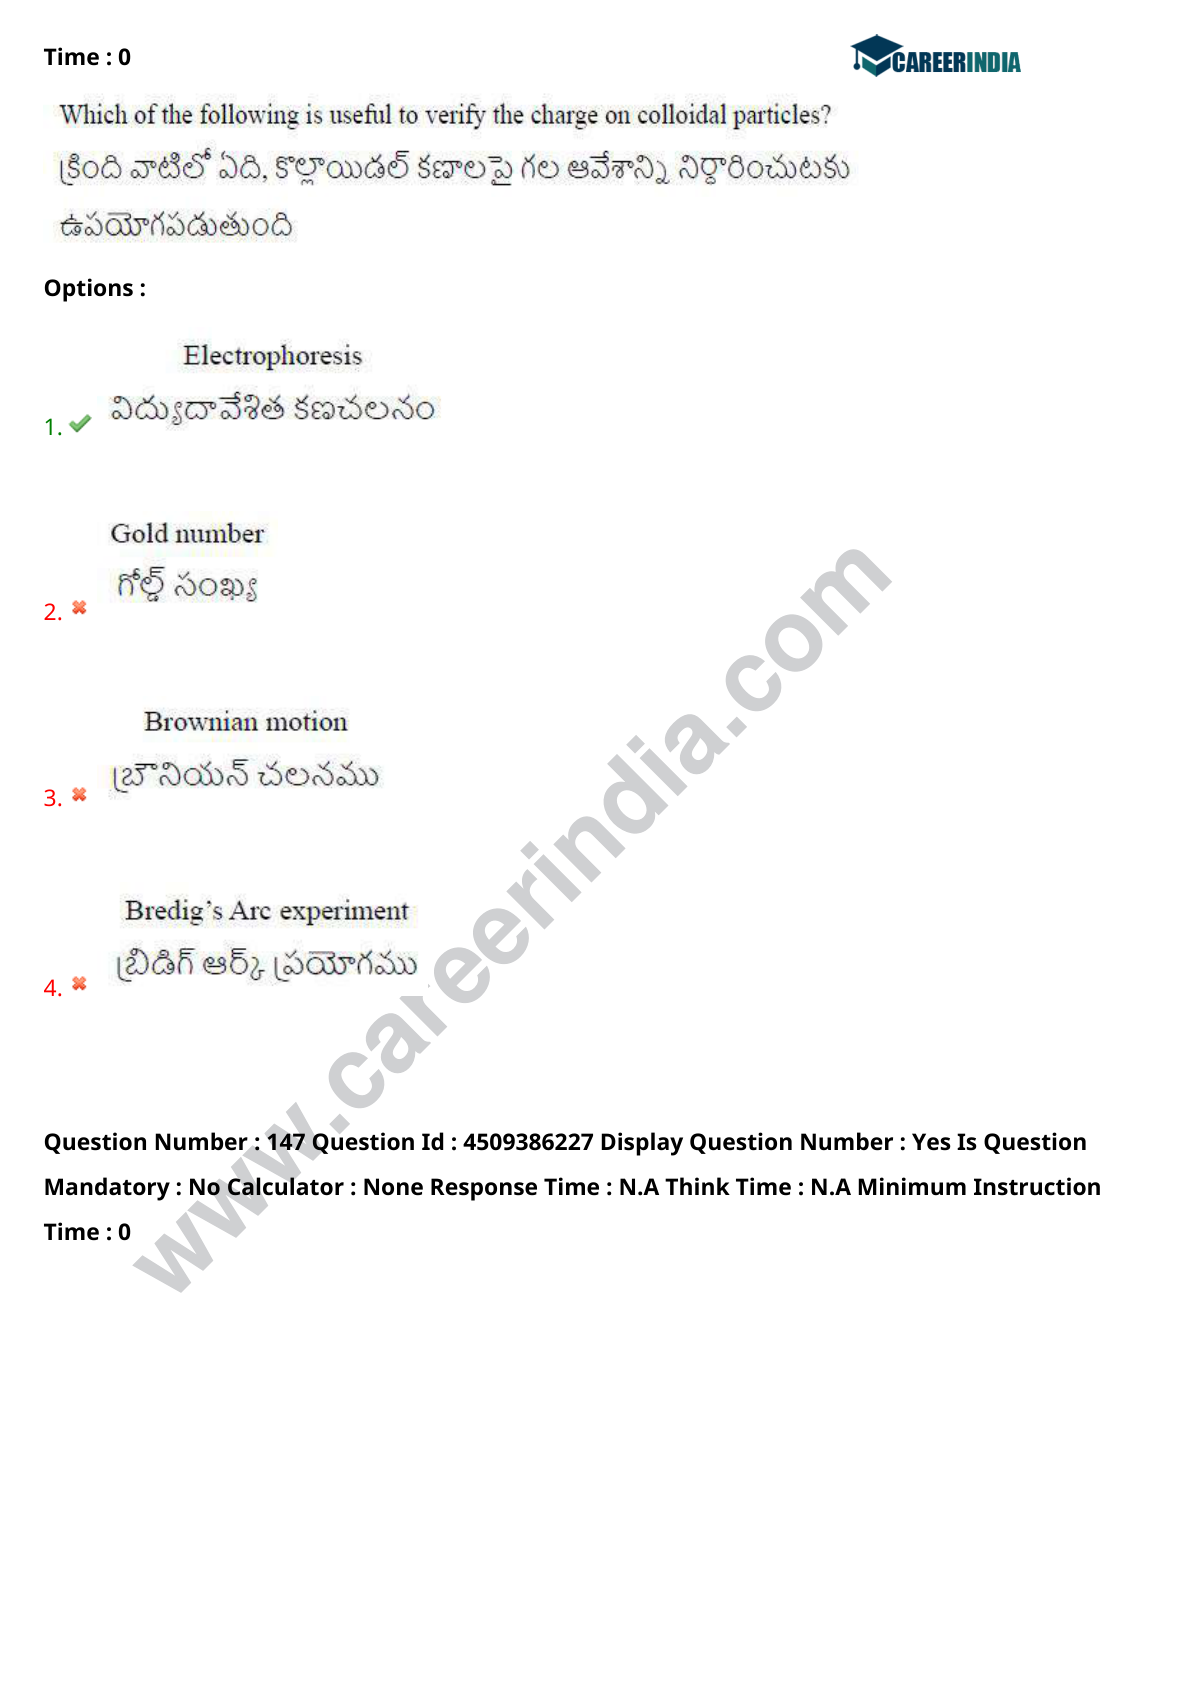 Time : 0
CAREERINDIA
Which of the following is useful to verify the charge on colloidal particles?
క్రింది వాటిలో ఏది, కొల్లాయిడల్ కణాలపై గల ఆవేశాన్ని నిర్ధారించుటకు
ఉపయోగపడుతుంది
Options :
Electrophoresis
విద్యుదావేశిత కణచలనం
1.
Gold number
గోల్డ్ సంఖ్య
2.
Brownian motion
బ్రౌనియన్ చలనము
3.
Bredig’s Arc experiment
బ్రిడిగ్ ఆర్క్ ప్రయోగము
4.
www.careerindia.com
Question Number : 147 Question Id : 4509386227 Display Question Number : Yes Is Question
Mandatory : No Calculator : None Response Time : N.A Think Time : N.A Minimum Instruction
Time : 0